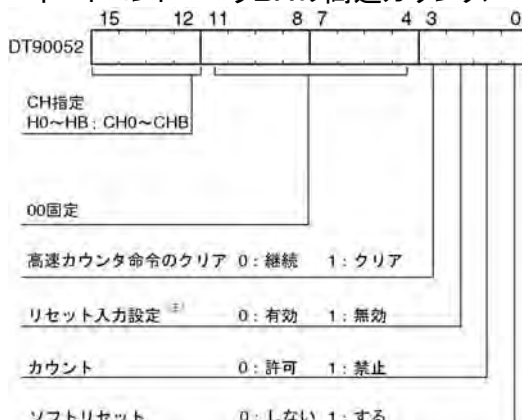 15 12 11 8 7 4 3 0
DT90052
CH指定
H0～HB : CH0～CHB
00固定
高速カウンタ命令のクリア 0 : 継続 1 : クリア
リセット入力設定 注) 0 : 有効 1 : 無効
カウント 0 : 許可 1 : 禁止
ソフトリセット 0 : しない 1 : する